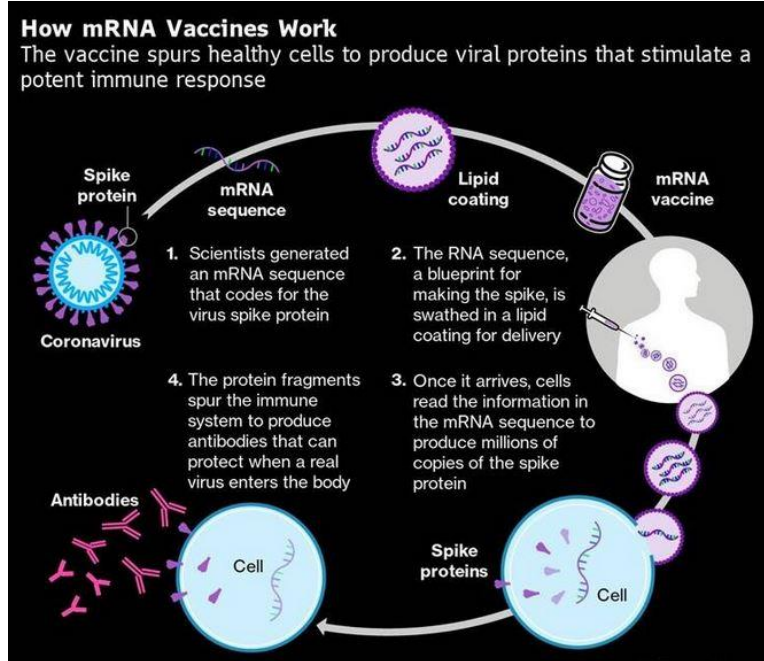 How mRNA Vaccines Work
The vaccine spurs healthy cells to produce viral proteins that stimulate a
potent immune response
Spike
protein
mRNA
sequence
Lipid
coating
mRNA
vaccine
Coronavirus
1. Scientists generated
an mRNA sequence
that codes for the
virus spike protein
2. The RNA sequence,
a blueprint for
making the spike, is
swathed in a lipid
coating for delivery
3. Once it arrives, cells
read the information in
the mRNA sequence to
produce millions of
copies of the spike
protein
4. The protein fragments
spur the immune
system to produce
antibodies that can
protect when a real
virus enters the body
Spike
proteins
Cell
Antibodies
Cell